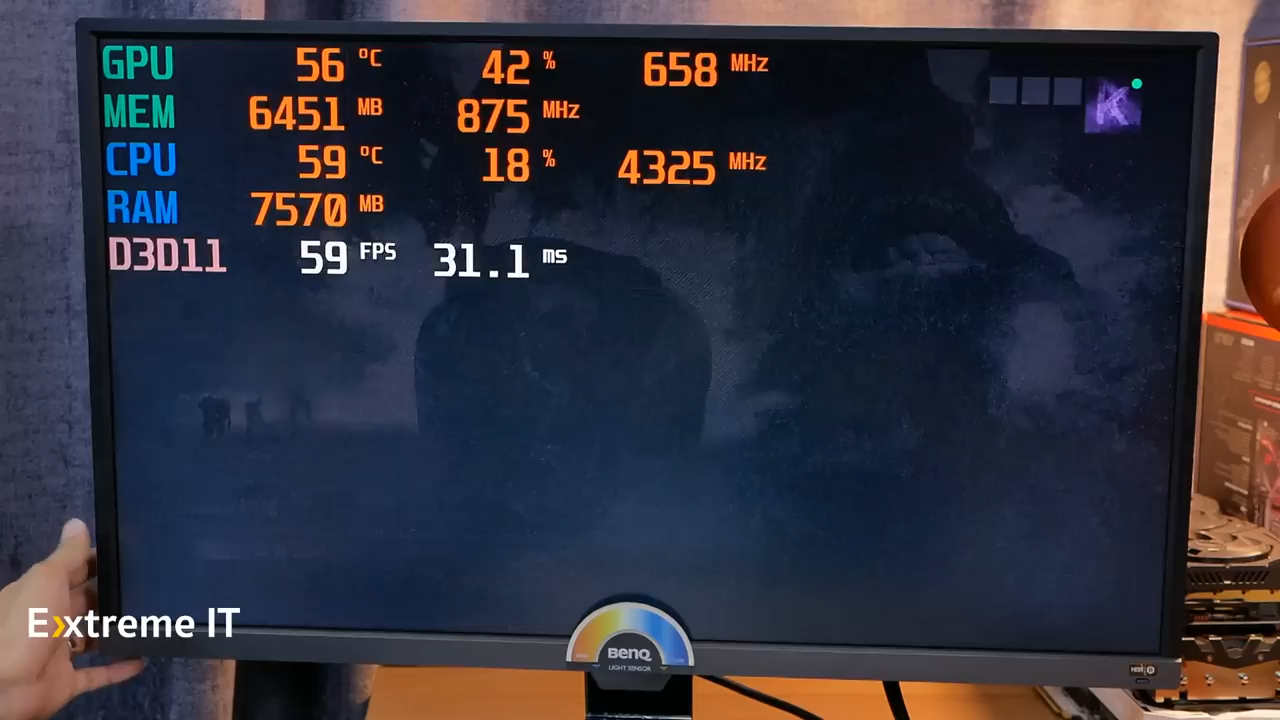 GPU 56 °C 42 % 658 MHz
MEM 6451 MB 875 MHz
CPU 59 °C 18 % 4325 MHz
RAM 7570 MB
D3D11 59 FPS 31.1 ms
K
Extreme IT
BenQ
LIGHT SENSOR